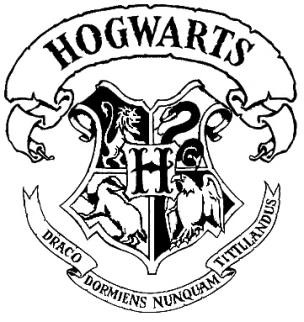 HOGWARTS
H
DRACO DORMIENS NUNQUAM TITILLANDUS